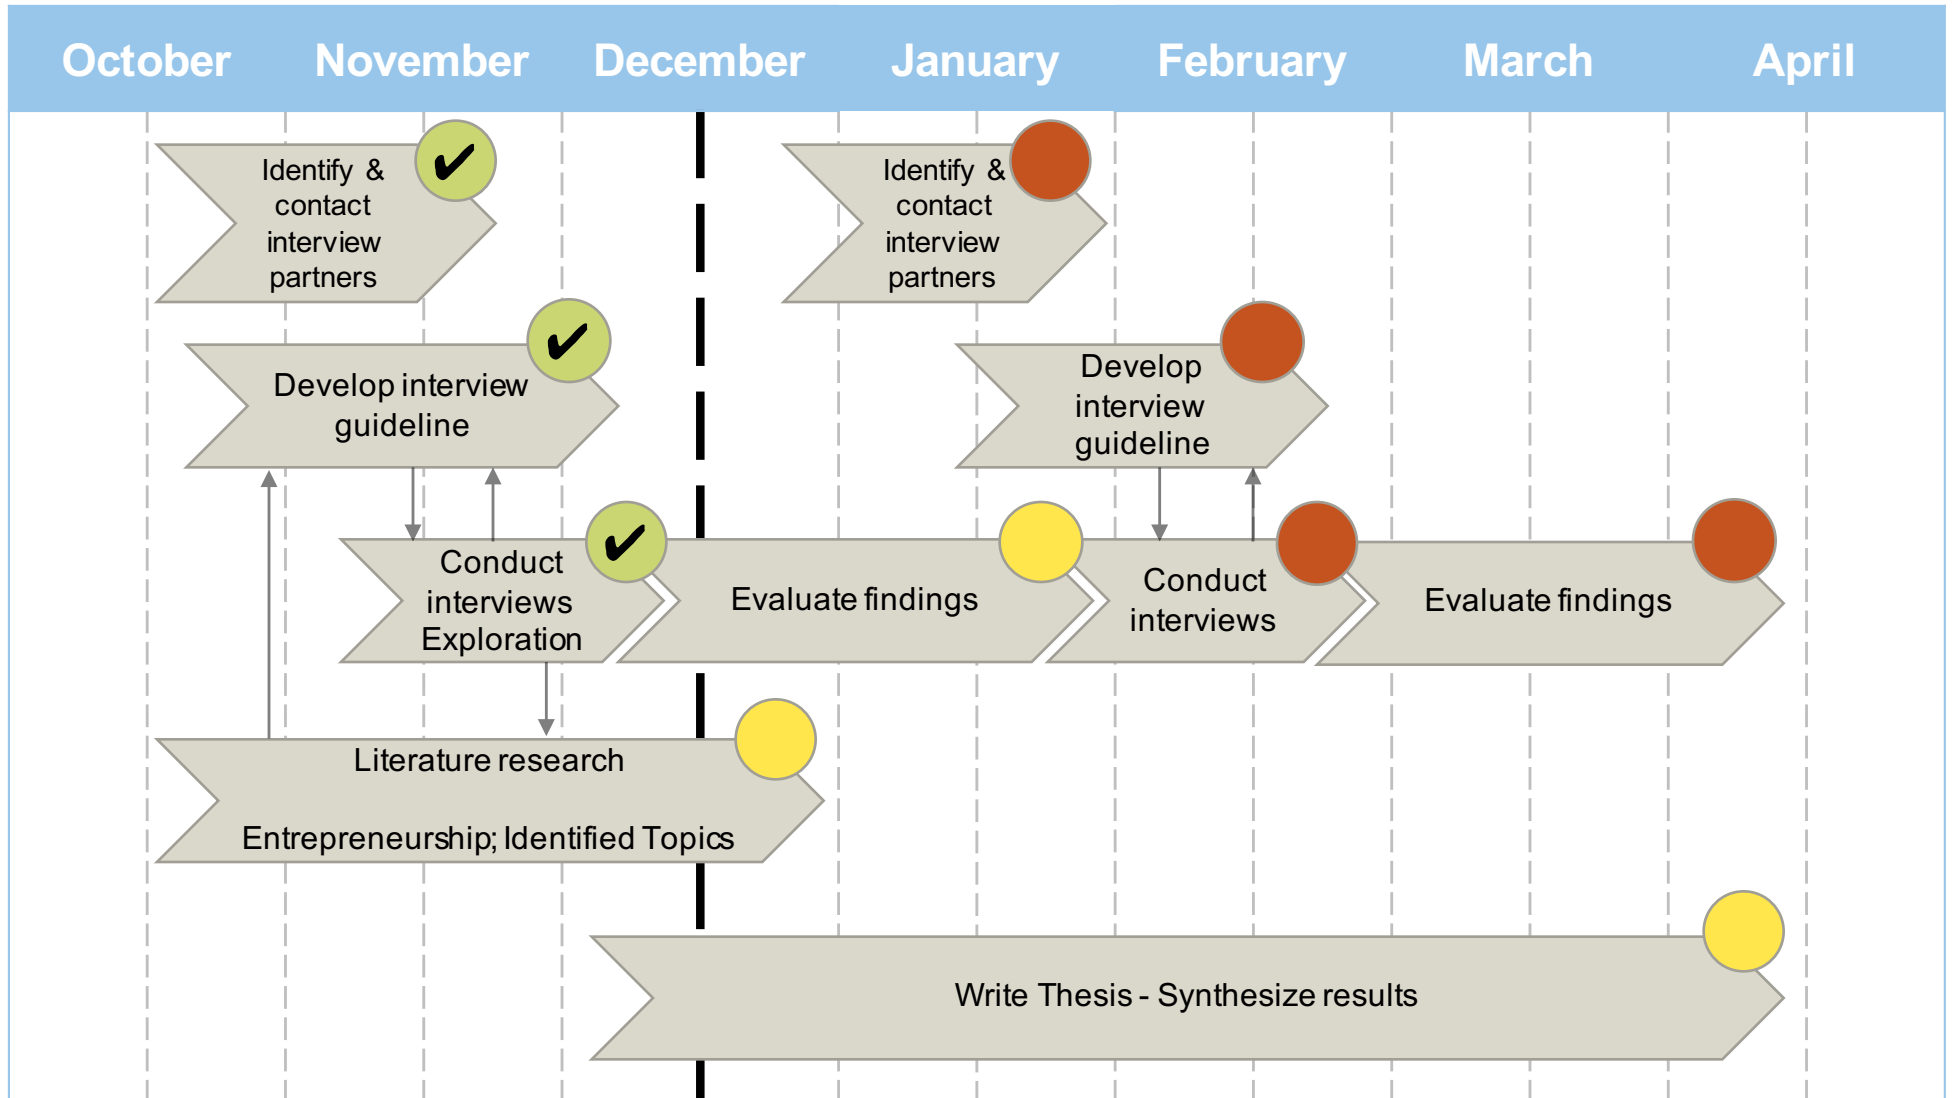 October November December January February March April
Identify &
contact
interview
partners
Identify &
contact
interview
partners
Develop interview
guideline
Develop
interview
guideline
Conduct
interviews
Exploration
Evaluate findings
Conduct
interviews
Evaluate findings
Literature research
Entrepreneurship; Identified Topics
Write Thesis - Synthesize results